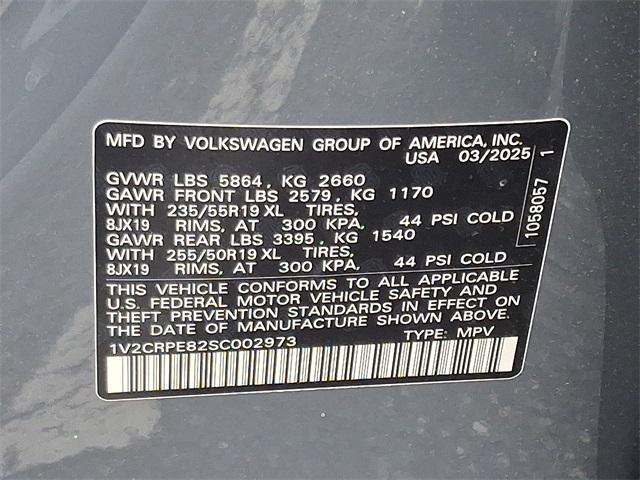 MFD BY VOLKSWAGEN GROUP OF AMERICA, INC.
USA 03/2025
GVWR LBS 5864, KG 2660
GAWR FRONT LBS 2579, KG 1170
WITH 235/55R19 XL TIRES,
8JX19 RIMS, AT 300 KPA, 44 PSI COLD
GAWR REAR LBS 3395, KG 1540
WITH 255/50R19 XL TIRES,
8JX19 RIMS, AT 300 KPA, 44 PSI COLD
THIS VEHICLE CONFORMS TO ALL APPLICABLE
U.S. FEDERAL MOTOR VEHICLE SAFETY AND
THEFT PREVENTION STANDARDS IN EFFECT ON
THE DATE OF MANUFACTURE SHOWN ABOVE.
1V2CRPE82SC002973 TYPE: MPV
1058057 1